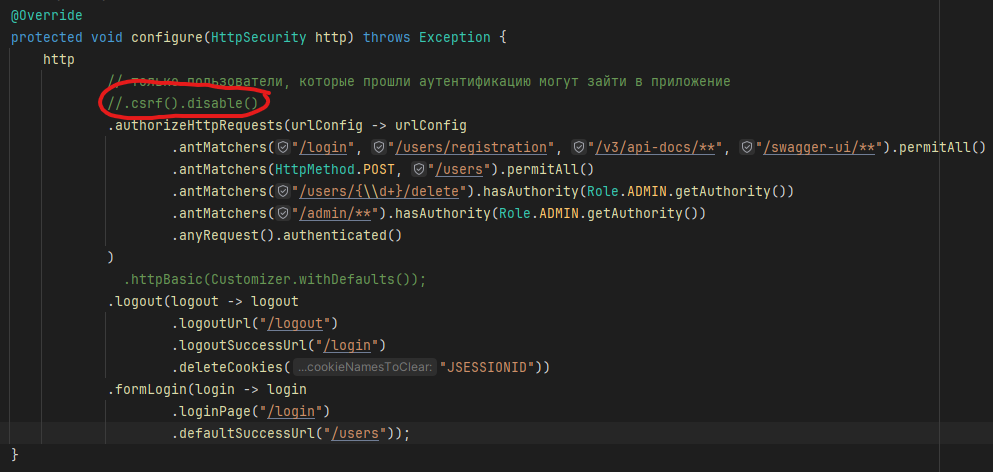 @Override
protected void configure(HttpSecurity http) throws Exception {
http
// только пользователи, которые прошли аутентификацию могут зайти в приложение
//.csrf().disable()
.authorizeHttpRequests(urlConfig -> urlConfig
.antMatchers("/login", "/users/registration", "/v3/api-docs/**", "/swagger-ui/**").permitAll()
.antMatchers(HttpMethod.POST, "/users").permitAll()
.antMatchers("/users/{\\d+}/delete").hasAuthority(Role.ADMIN.getAuthority())
.antMatchers("/admin/**").hasAuthority(Role.ADMIN.getAuthority())
.anyRequest().authenticated()
)
.httpBasic(Customizer.withDefaults());
.logout(logout -> logout
.logoutUrl("/logout")
.logoutSuccessUrl("/login")
.deleteCookies( ...cookieNamesToClear: "JSESSIONID"))
.formLogin(login -> login
.loginPage("/login")
.defaultSuccessUrl("/users"));
}